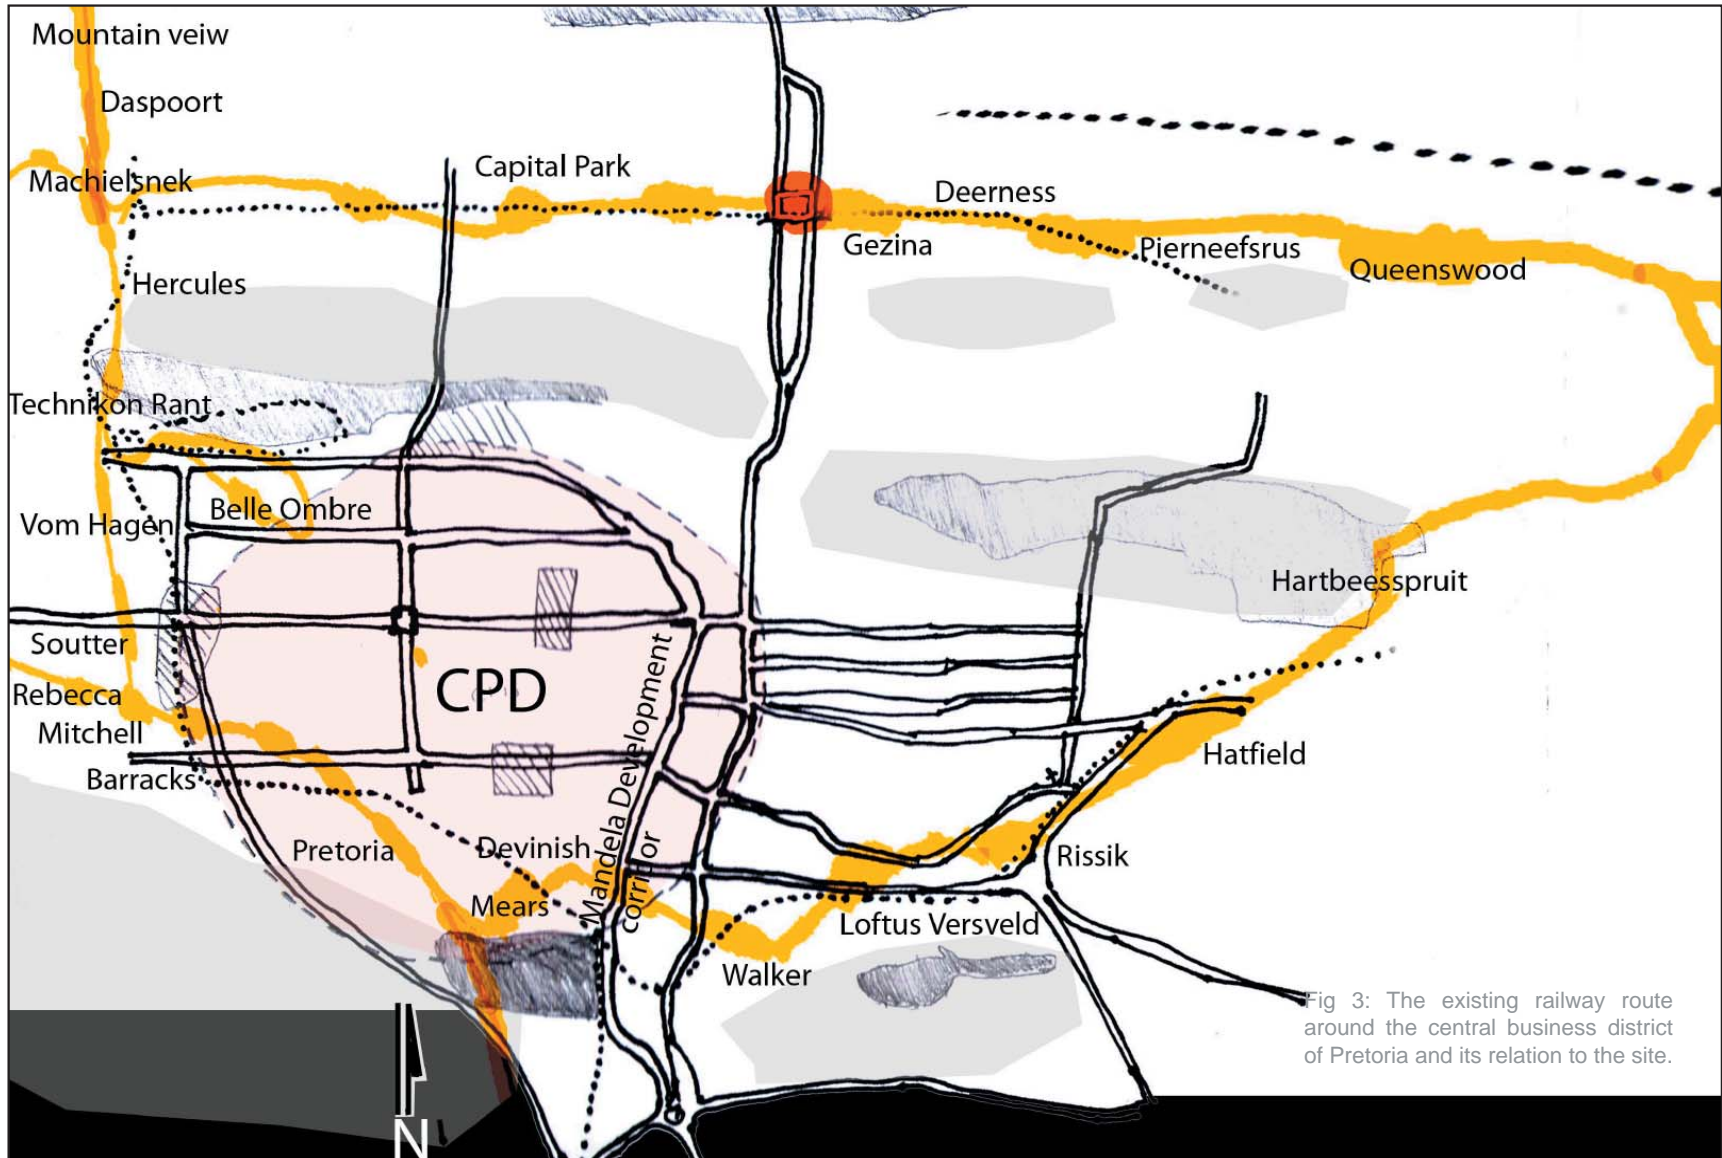 Mountain veiw
Daspoort
Capital Park
Machielsnek
Deerness
Gezina
Pierneefsrus
Queenswood
Hercules
Technikon Rant
Belle Ombre
Vom Hagen
Hartbeesspruit
Soutter
CPD
Rebecca
Mitchell
Mandela Development
corridor
Hatfield
Barracks
Pretoria
Devinish
Rissik
Mears
Loftus Versveld
Walker
Fig 3: The existing railway route
around the central business district
of Pretoria and its relation to the site.
N